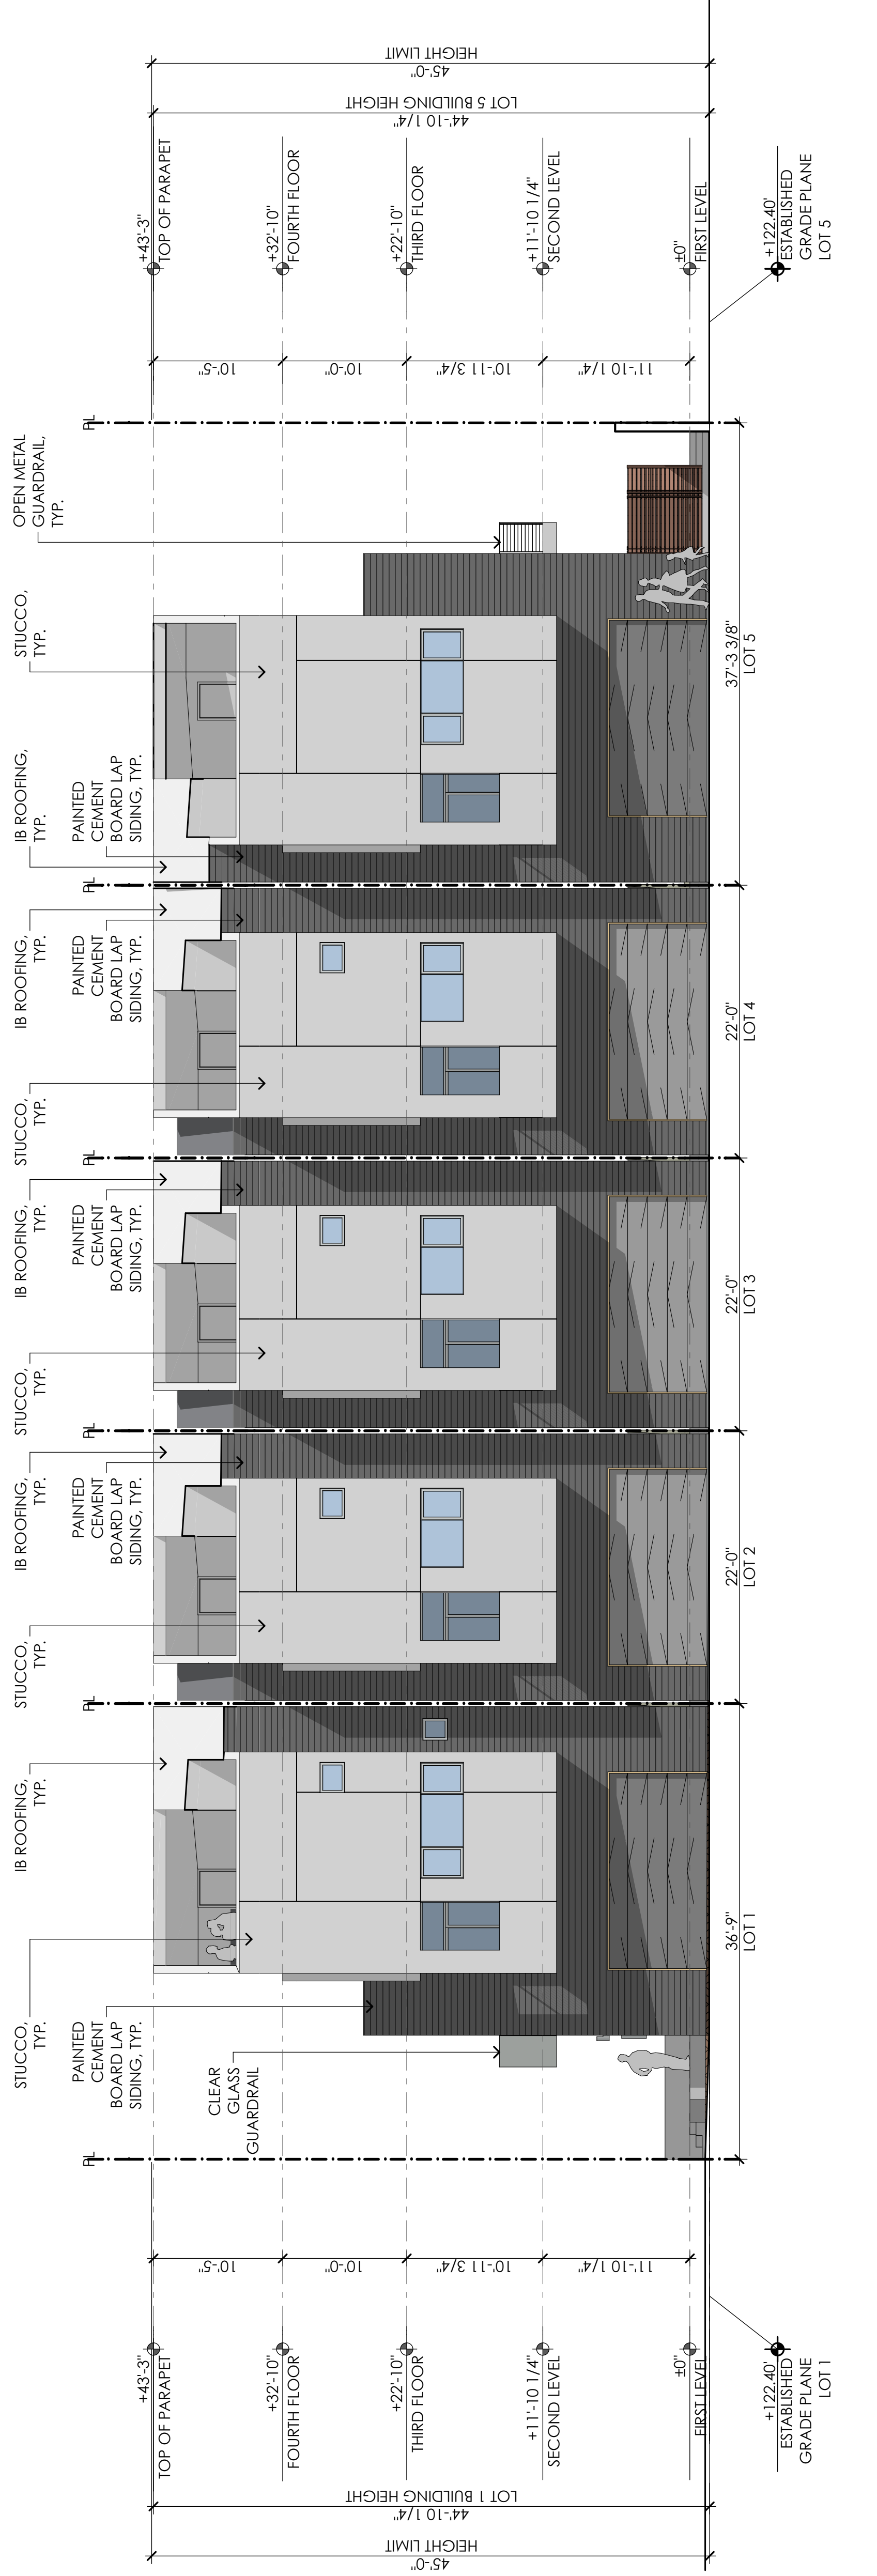 OPEN METAL
GUARDRAIL,
TYP.
STUCCO,
TYP.
IB ROOFING,
TYP.
PAINTED
CEMENT
BOARD LAP
SIDING, TYP.
IB ROOFING,
TYP.
PAINTED
CEMENT
BOARD LAP
SIDING, TYP.
STUCCO,
TYP.
IB ROOFING,
TYP.
PAINTED
CEMENT
BOARD LAP
SIDING, TYP.
STUCCO,
TYP.
IB ROOFING,
TYP.
PAINTED
CEMENT
BOARD LAP
SIDING, TYP.
STUCCO,
TYP.
IB ROOFING,
TYP.
STUCCO,
TYP.
PAINTED
CEMENT
BOARD LAP
SIDING, TYP.
CLEAR
GLASS
GUARDRAIL
PL
PL
PL
PL
PL
PL
45'-0"
HEIGHT LIMIT
44'-10 1/4"
LOT 5 BUILDING HEIGHT
+43'-3"
TOP OF PARAPET
+32'-10"
FOURTH FLOOR
+22'-10"
THIRD FLOOR
+11'-10 1/4"
SECOND LEVEL
±0"
FIRST LEVEL
+122.40'
ESTABLISHED
GRADE PLANE
LOT 5
10'-5"
10'-0"
10'-11 3/4"
11'-10 1/4"
37'-3 3/8"
LOT 5
22'-0"
LOT 4
22'-0"
LOT 3
22'-0"
LOT 2
36'-9"
LOT 1
10'-5"
10'-0"
10'-11 3/4"
11'-10 1/4"
+43'-3"
TOP OF PARAPET
+32'-10"
FOURTH FLOOR
+22'-10"
THIRD FLOOR
+11'-10 1/4"
SECOND LEVEL
±0"
FIRST LEVEL
+122.40'
ESTABLISHED
GRADE PLANE
LOT 1
44'-10 1/4"
LOT 1 BUILDING HEIGHT
45'-0"
HEIGHT LIMIT